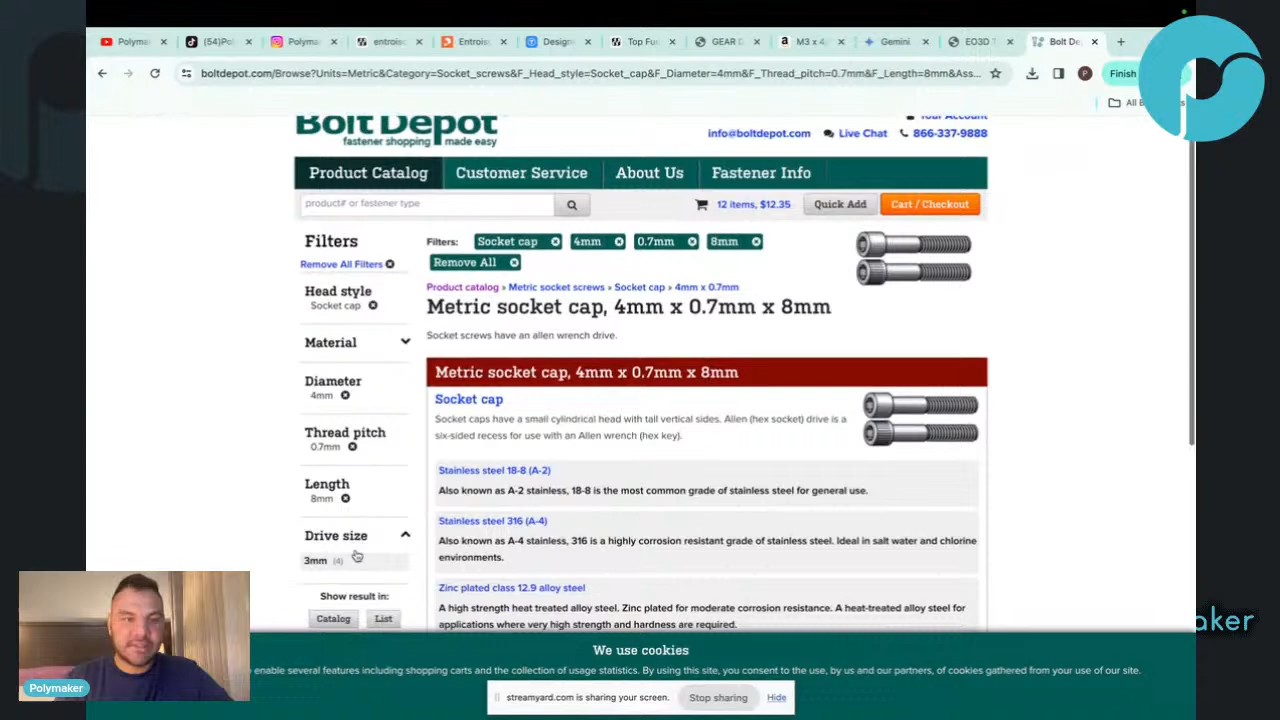 Polyma
(54)Po
Polyma
entrois
Entrois
Design
Top Fu
GEAR D
M3 x 4
Gemini
EO3D T
Bolt De
boltdepot.com/Browse?Units=Metric&Category=Socket_screws&F_Head_style=Socket_cap&F_Diameter=4mm&F_Thread_pitch=0.7mm&F_Length=8mm&Ass...
P
Finish
All B
Bolt Depot
fastener shopping made easy
Your Account
info@boltdepot.com
Live Chat
866-337-9888
Product Catalog
Customer Service
About Us
Fastener Info
product# or fastener type
12 items, $12.35
Quick Add
Cart / Checkout
Filters
Remove All Filters
Head style
Socket cap
Material
Diameter
4mm
Thread pitch
0.7mm
Length
8mm
Drive size
3mm (4)
Show result in:
Catalog
List
Filters:
Socket cap
4mm
0.7mm
8mm
Remove All
Product catalog » Metric socket screws » Socket cap » 4mm x 0.7mm
Metric socket cap, 4mm x 0.7mm x 8mm
Socket screws have an allen wrench drive.
Metric socket cap, 4mm x 0.7mm x 8mm
Socket cap
Socket caps have a small cylindrical head with tall vertical sides. Allen (hex socket) drive is a
six-sided recess for use with an Allen wrench (hex key).
Stainless steel 18-8 (A-2)
Also known as A-2 stainless, 18-8 is the most common grade of stainless steel for general use.
Stainless steel 316 (A-4)
Also known as A-4 stainless, 316 is a highly corrosion resistant grade of stainless steel. Ideal in salt water and chlorine
environments.
Zinc plated class 12.9 alloy steel
A high strength heat treated alloy steel. Zinc plated for moderate corrosion resistance. A heat-treated alloy steel for
applications where very high strength and hardness are required.
We use cookies
enable several features including shopping carts and the collection of usage statistics. By using this site, you consent to the use, by us and our partners, of cookies gathered from your use of our site.
streamyard.com is sharing your screen.
Stop sharing
Hide
Polymaker
maker